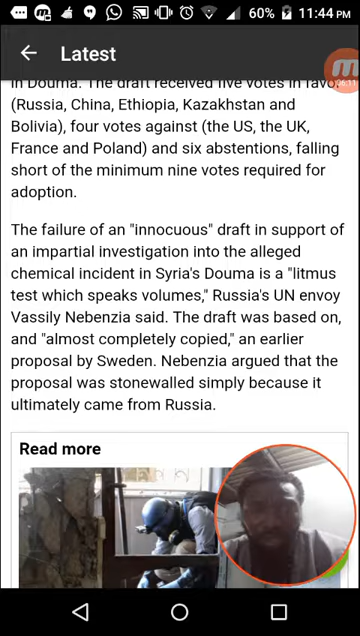 60% 11:44 PM
Latest
06:11
in Douma. The draft received five votes in favor
(Russia, China, Ethiopia, Kazakhstan and
Bolivia), four votes against (the US, the UK,
France and Poland) and six abstentions, falling
short of the minimum nine votes required for
adoption.
The failure of an "innocuous" draft in support of
an impartial investigation into the alleged
chemical incident in Syria's Douma is a "litmus
test which speaks volumes," Russia's UN envoy
Vassily Nebenzia said. The draft was based on,
and "almost completely copied," an earlier
proposal by Sweden. Nebenzia argued that the
proposal was stonewalled simply because it
ultimately came from Russia.
Read more